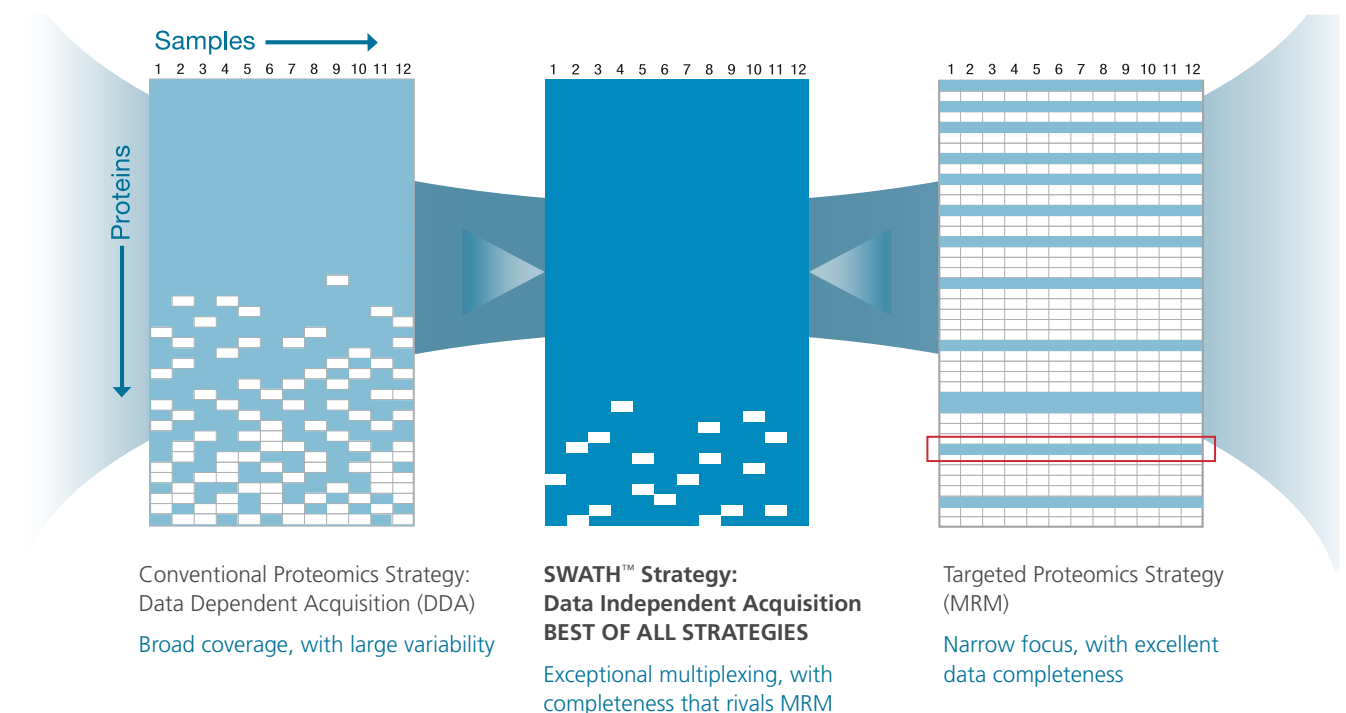 Samples
1 2 3 4 5 6 7 8 9 10 11 12
Proteins
1 2 3 4 5 6 7 8 9 10 11 12
1 2 3 4 5 6 7 8 9 10 11 12
Conventional Proteomics Strategy:
Data Dependent Acquisition (DDA)
Broad coverage, with large variability
SWATH™ Strategy:
Data Independent Acquisition
BEST OF ALL STRATEGIES
Exceptional multiplexing, with
completeness that rivals MRM
Targeted Proteomics Strategy
(MRM)
Narrow focus, with excellent
data completeness